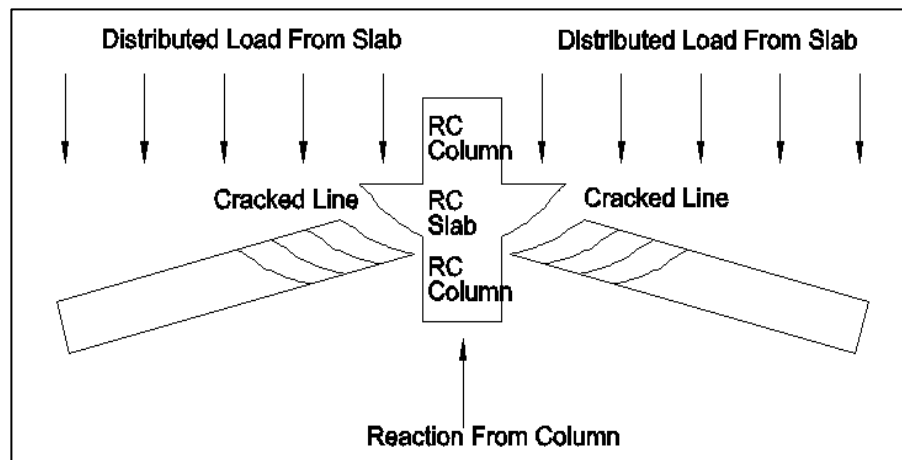 Distributed Load From Slab
Distributed Load From Slab
RC
Column
Cracked Line
RC
Slab
Cracked Line
RC
Column
Reaction From Column